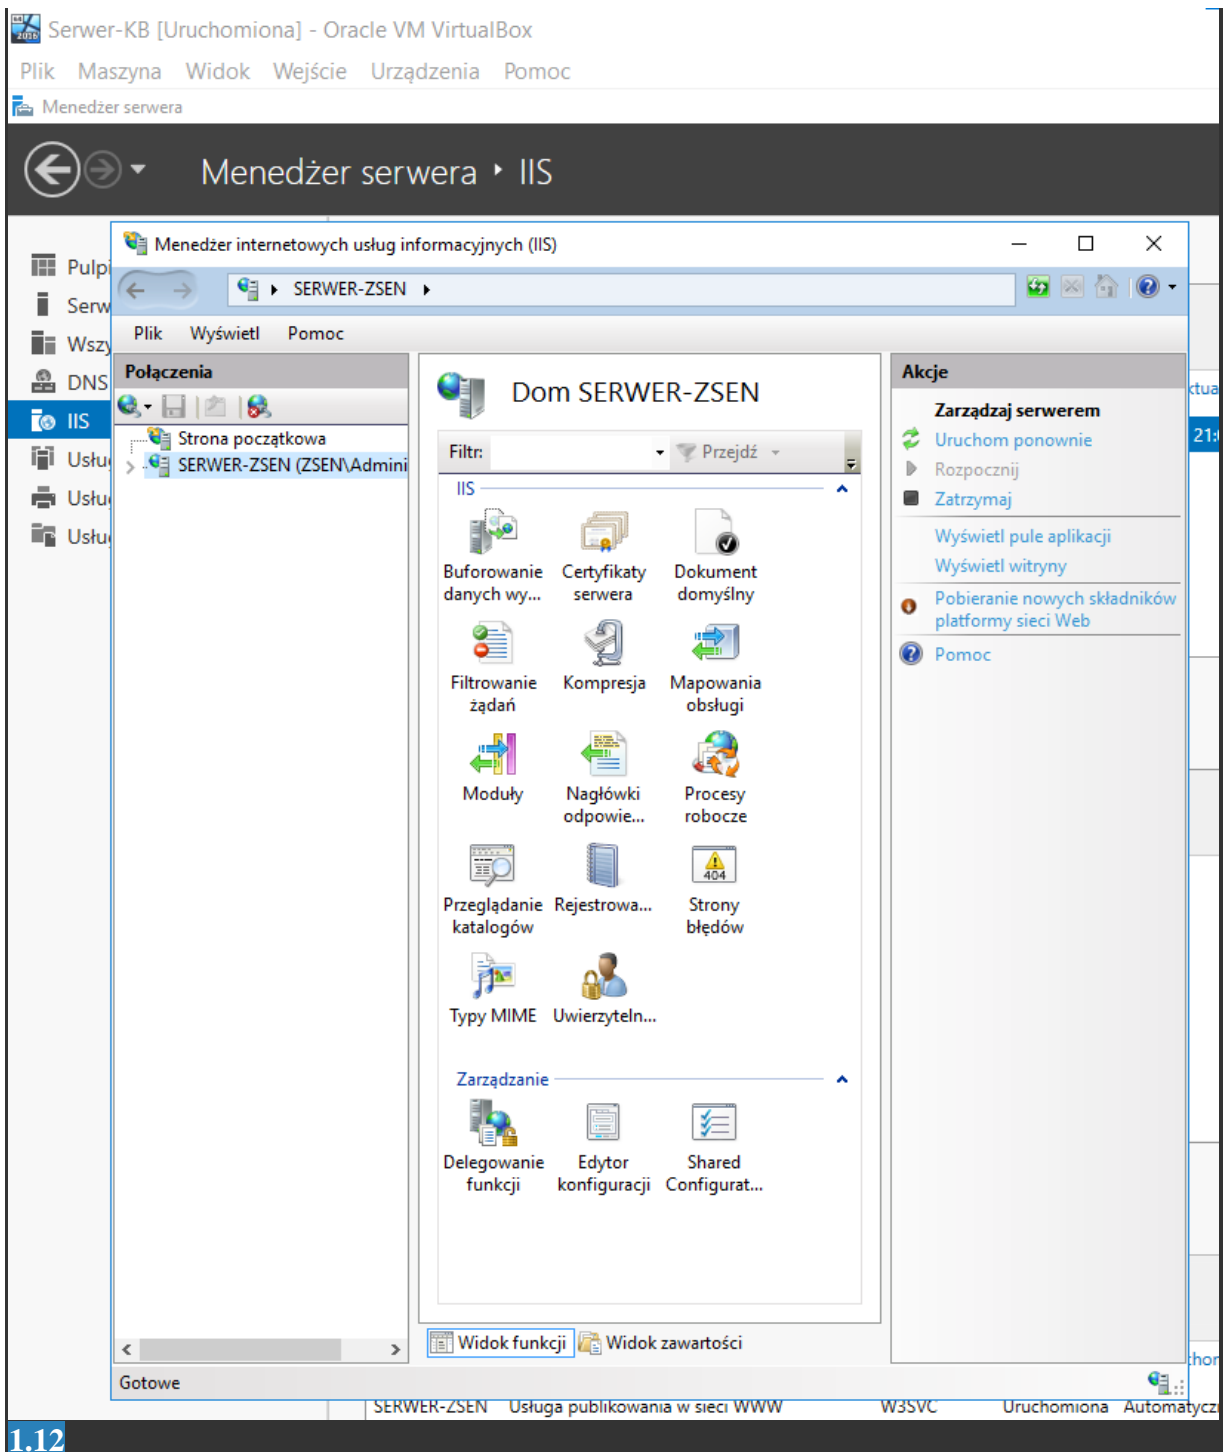 Serwer-KB [Uruchomiona] - Oracle VM VirtualBox
Plik Maszyna Widok Wejście Urządzenia Pomoc
Menedżer serwera
Menedżer serwera IIS
Pulpi
Serw
Wszy
DNS
IIS
Usłu
Usłu
Usłu
Menedżer internetowych usług informacyjnych (IIS)
SERWER-ZSEN
Plik Wyświetl Pomoc
Połączenia
Strona początkowa
SERWER-ZSEN (ZSEN\Admini
Dom SERWER-ZSEN
Filtr: Przejdź
IIS
Buforowanie danych wy...
Certyfikaty serwera
Dokument domyślny
Filtrowanie żądań
Kompresja
Mapowania obsługi
Moduły
Nagłówki odpowie...
Procesy robocze
Przeglądanie katalogów
Rejestrowa...
404
Strony błędów
Typy MIME
Uwierzyteln...
Zarządzanie
Delegowanie funkcji
Edytor konfiguracji
Shared Configurat...
Widok funkcji Widok zawartości
Akcje
Zarządzaj serwerem
Uruchom ponownie
Rozpocznij
Zatrzymaj
Wyświetl pule aplikacji
Wyświetl witryny
Pobieranie nowych składników
platformy sieci Web
Pomoc
Gotowe
SERWER-ZSEN Usługa publikowania w sieci WWW W3SVC Uruchomiona Automatycz
1.12